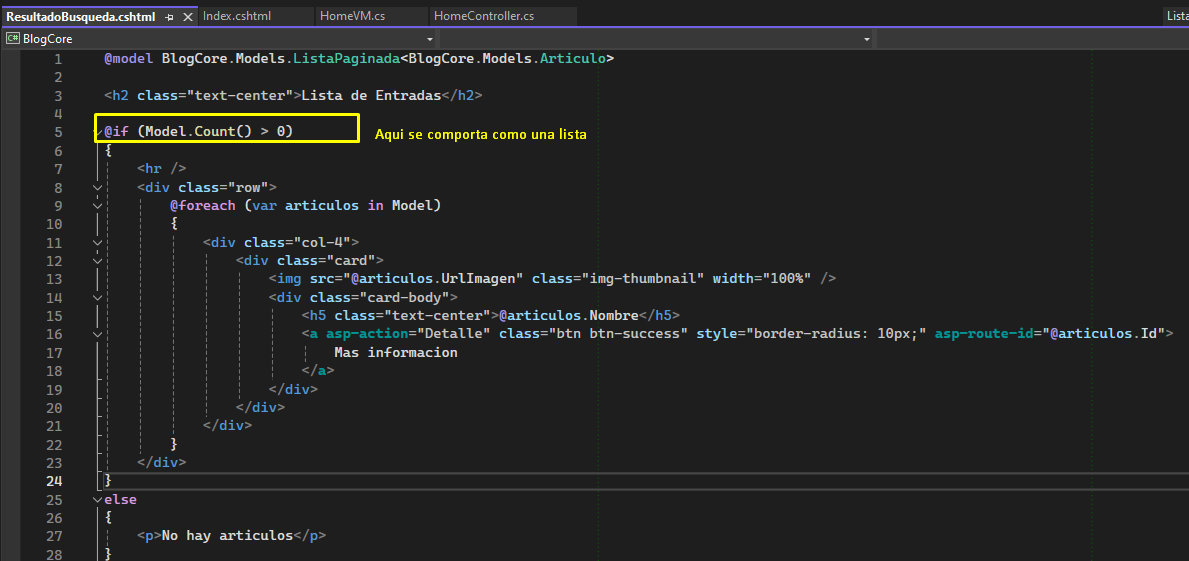 ResultadoBusqueda.cshtml Index.cshtml HomeVM.cs HomeController.cs Lista
C# BlogCore
1 @model BlogCore.Models.ListaPaginada<BlogCore.Models.Articulo>
2
3 <h2 class="text-center">Lista de Entradas</h2>
4
5 @if (Model.Count() > 0) Aqui se comporta como una lista
6 {
7 <hr />
8 <div class="row">
9 @foreach (var articulos in Model)
10 {
11 <div class="col-4">
12 <div class="card">
13 <img src="@articulos.UrlImagen" class="img-thumbnail" width="100%" />
14 <div class="card-body">
15 <h5 class="text-center">@articulos.Nombre</h5>
16 <a asp-action="Detalle" class="btn btn-success" style="border-radius: 10px;" asp-route-id="@articulos.Id">
17 Mas informacion
18 </a>
19 </div>
20 </div>
21 </div>
22 }
23 </div>
24 }
25 else
26 {
27 <p>No hay articulos</p>
28 }